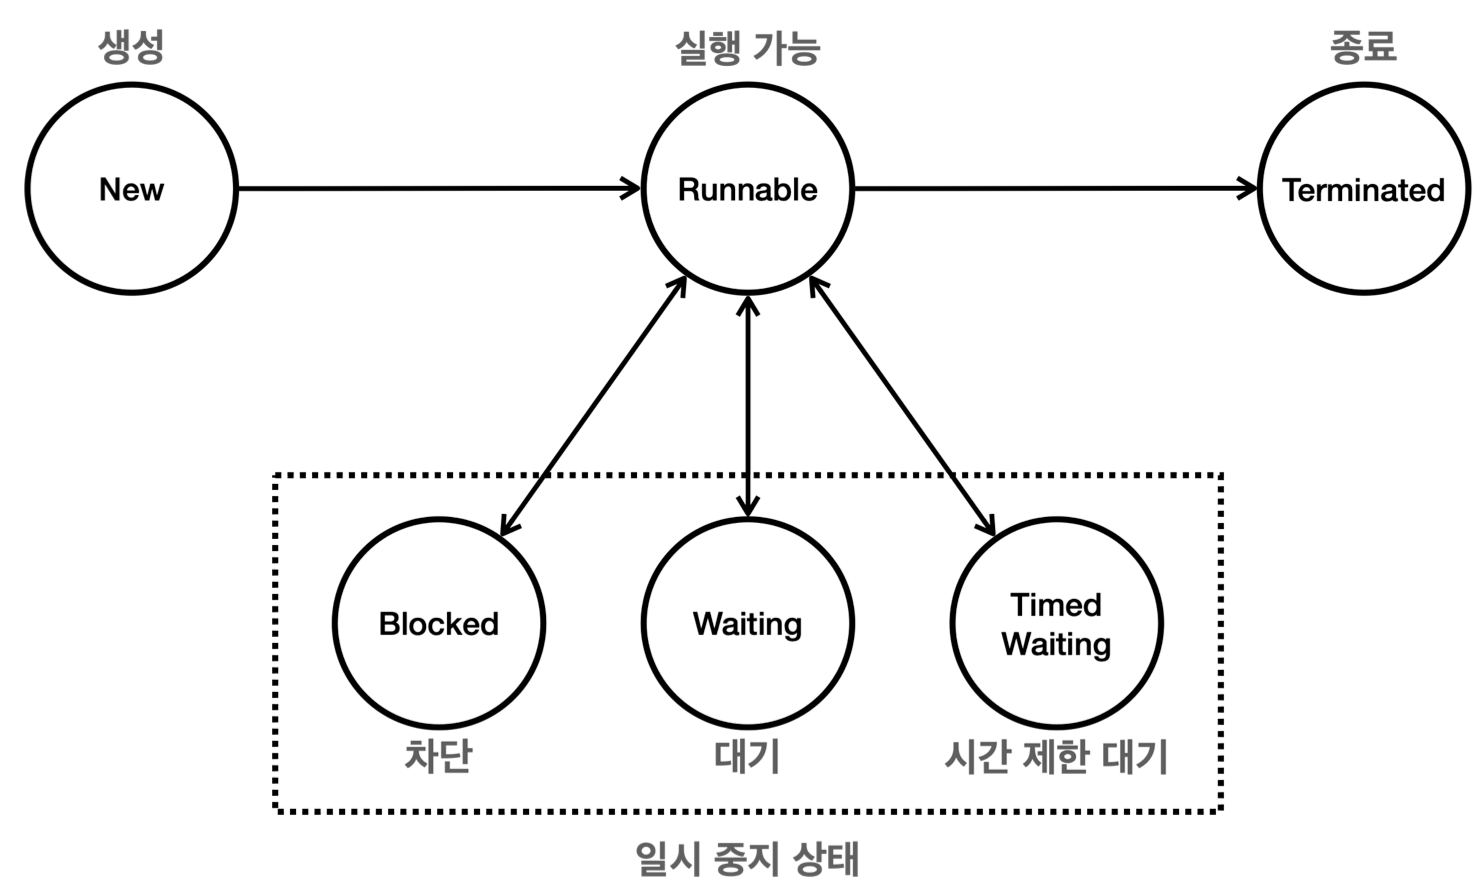 생성
실행 가능
종료
New
Runnable
Terminated
Blocked
Waiting
Timed
Waiting
차단
대기
시간 제한 대기
일시 중지 상태